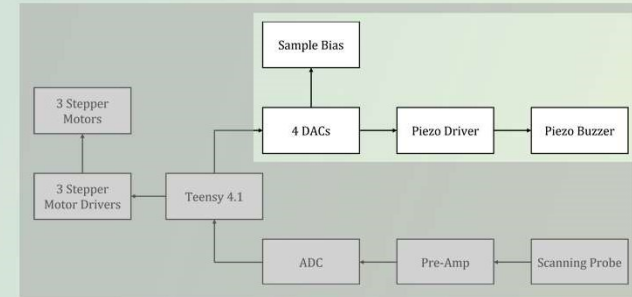 Sample Bias
3 Stepper
Motors
4 DACs
Piezo Driver
Piezo Buzzer
3 Stepper
Motor Drivers
Teensy 4.1
ADC
Pre-Amp
Scanning Probe